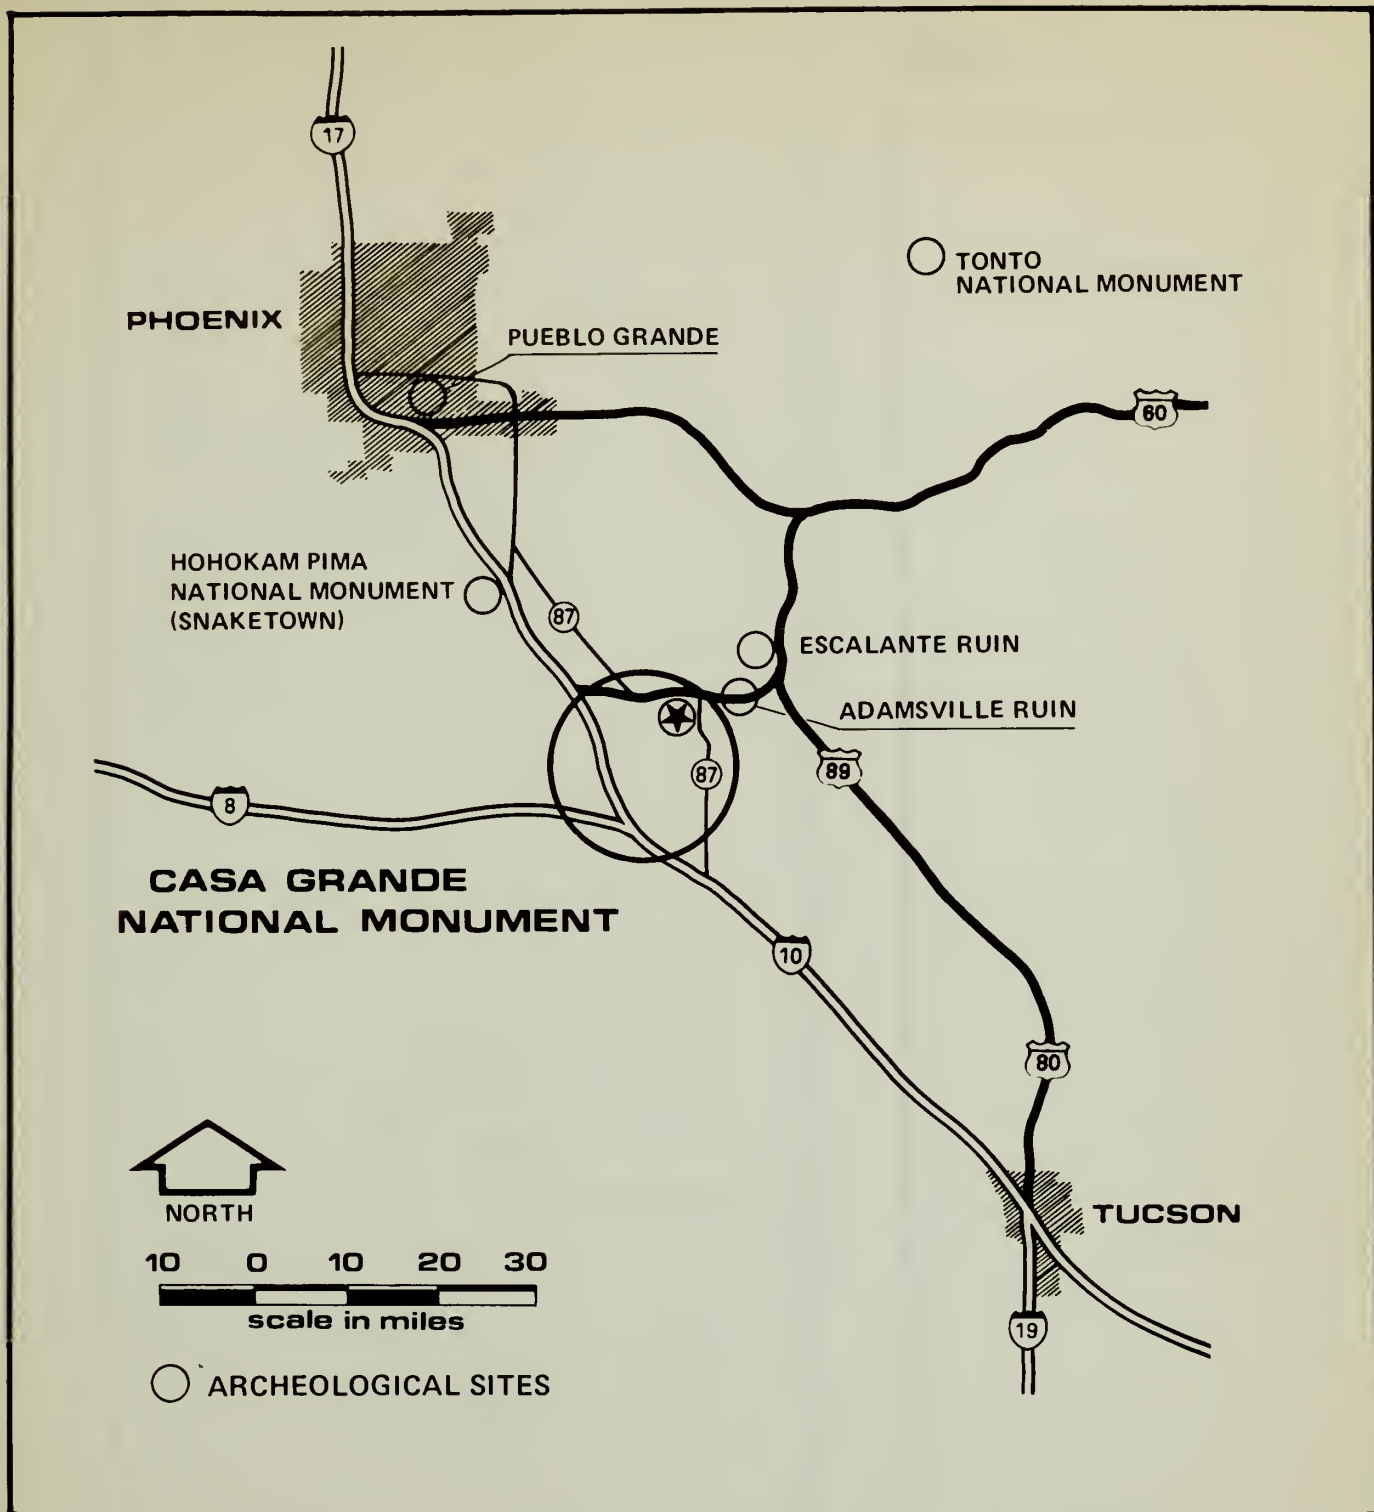 17
TONTO
NATIONAL MONUMENT
PHOENIX
PUEBLO GRANDE
60
HOHOKAM PIMA
NATIONAL MONUMENT
(SNAKETOWN)
87
ESCALANTE RUIN
ADAMSVILLE RUIN
87
89
8
CASA GRANDE
NATIONAL MONUMENT
10
80
NORTH
TUCSON
10 0 10 20 30
scale in miles
19
ARCHEOLOGICAL SITES